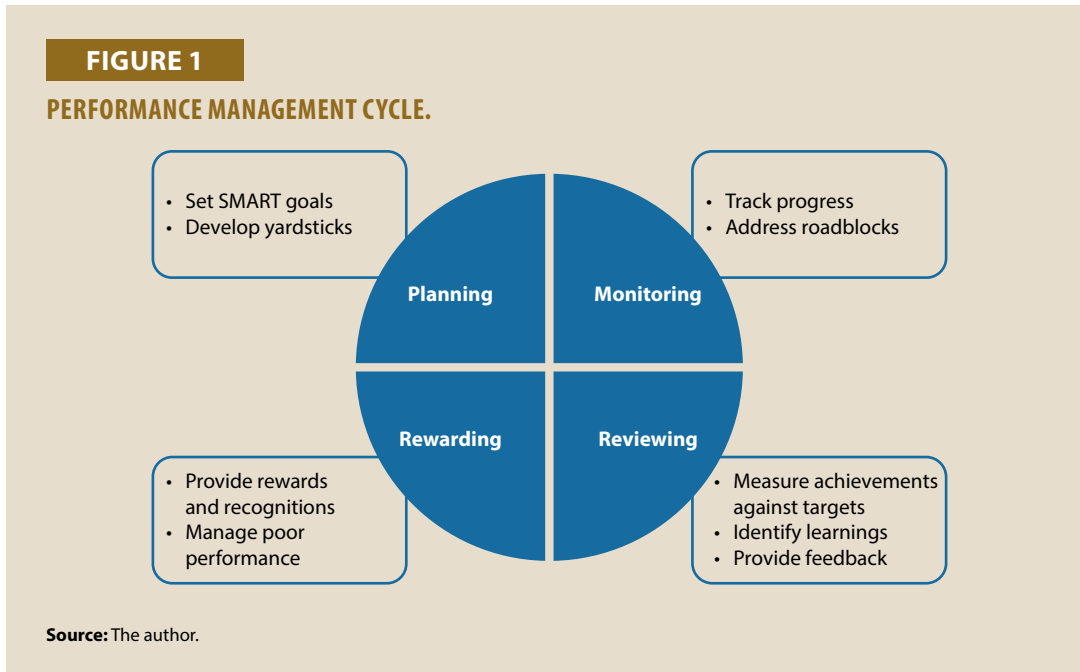 FIGURE 1
PERFORMANCE MANAGEMENT CYCLE.
• Set SMART goals
• Develop yardsticks
• Track progress
• Address roadblocks
Planning
Monitoring
Rewarding
Reviewing
• Provide rewards
and recognitions
• Manage poor
performance
• Measure achievements
against targets
• Identify learnings
• Provide feedback
Source: The author.